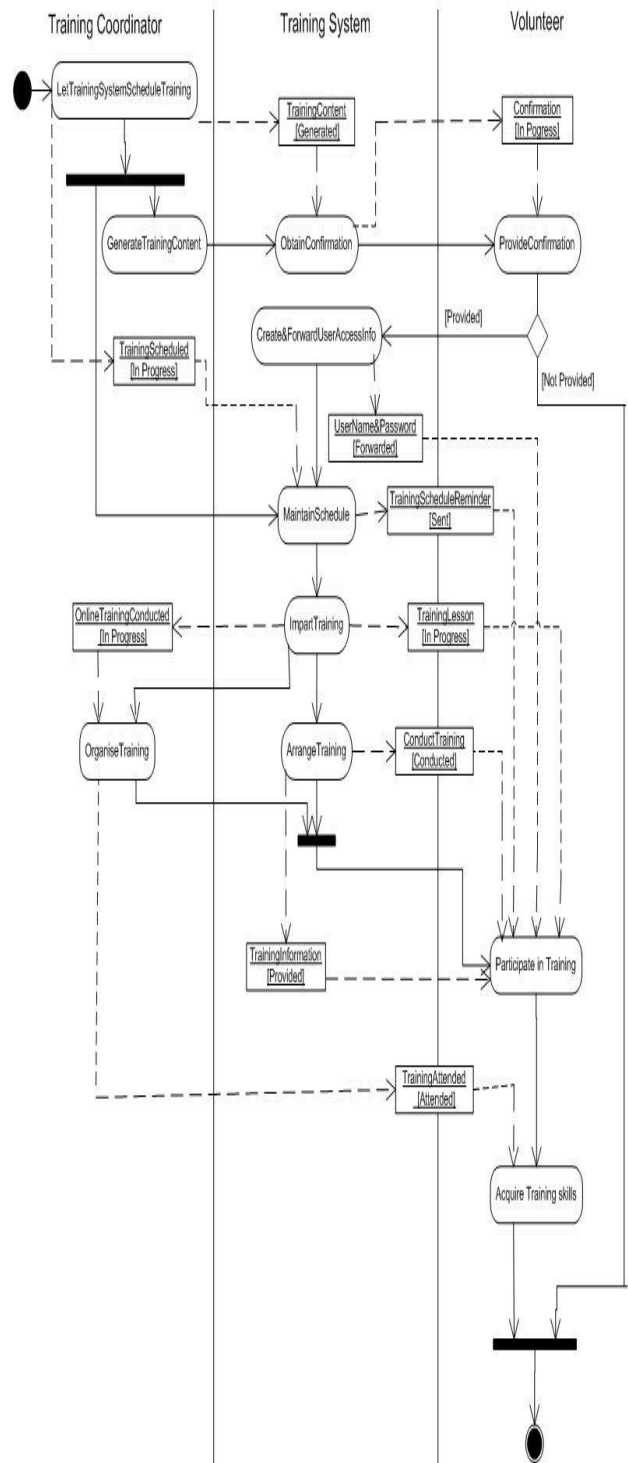 Training Coordinator
Training System
Volunteer
LetTrainingSystemScheduleTraining
TrainingContent
[Generated]
Confirmation
[In Pogress]
GenerateTrainingContent
ObtainConfirmation
ProvideConfirmation
Create&ForwardUserAccessInfo
[Provided]
[Not Provided]
TrainingScheduled
[In Progress]
UserName&Password
[Forwarded]
MaintainSchedule
TrainingScheduleReminder
[Sent]
OnlineTrainingConducted
[In Progress]
ImpartTraining
TrainingLesson
[In Progress]
OrganiseTraining
ArrangeTraining
ConductTraining
[Conducted]
TrainingInformation
[Provided]
Participate in Training
TrainingAttended
[Attended]
Acquire Training skills